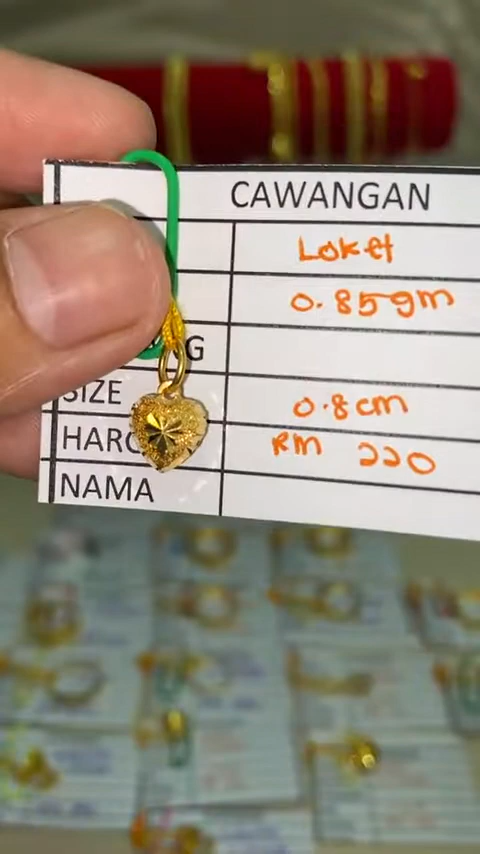 CAWANGAN
Loket
0.85gm
G
SIZE 0.8cm
HARG RM 220
NAMA